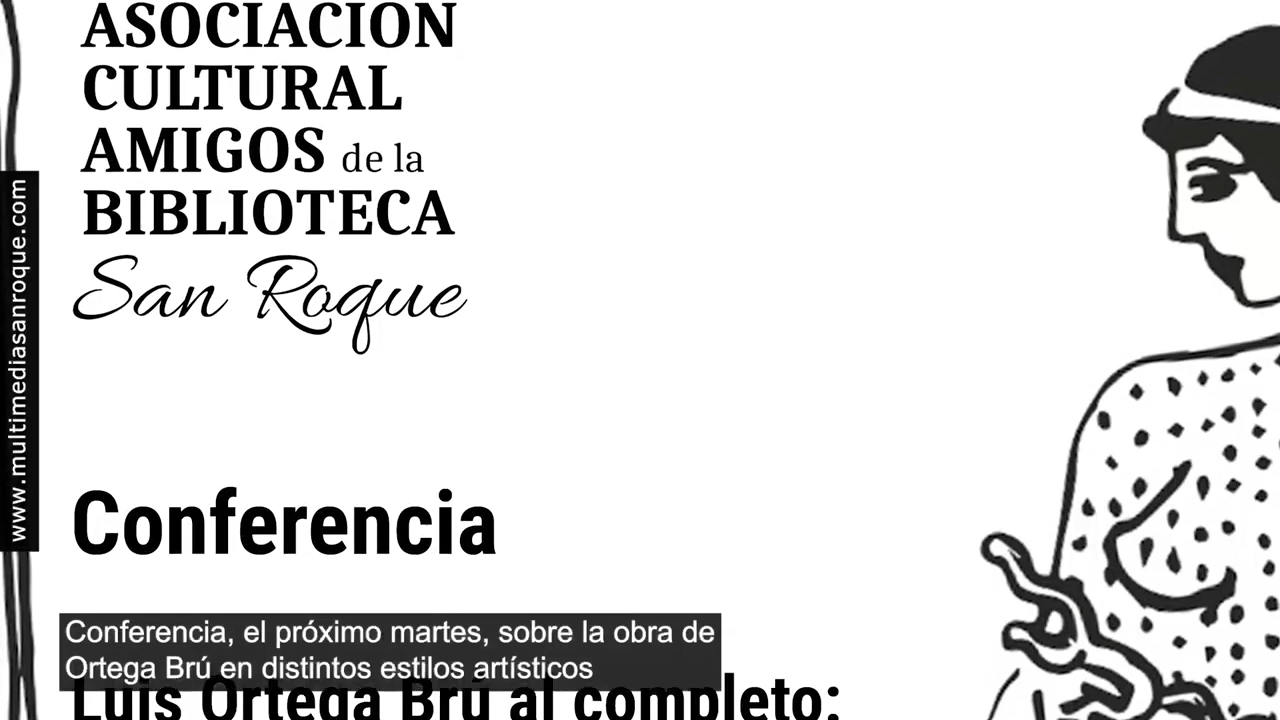 ASOCIACIÓN
CULTURAL
AMIGOS de la
BIBLIOTECA
San Roque
www.multimediasanroque.com
Conferencia
Conferencia, el próximo martes, sobre la obra de
Ortega Brú en distintos estilos artísticos
Luis Ortega Brú al completo: